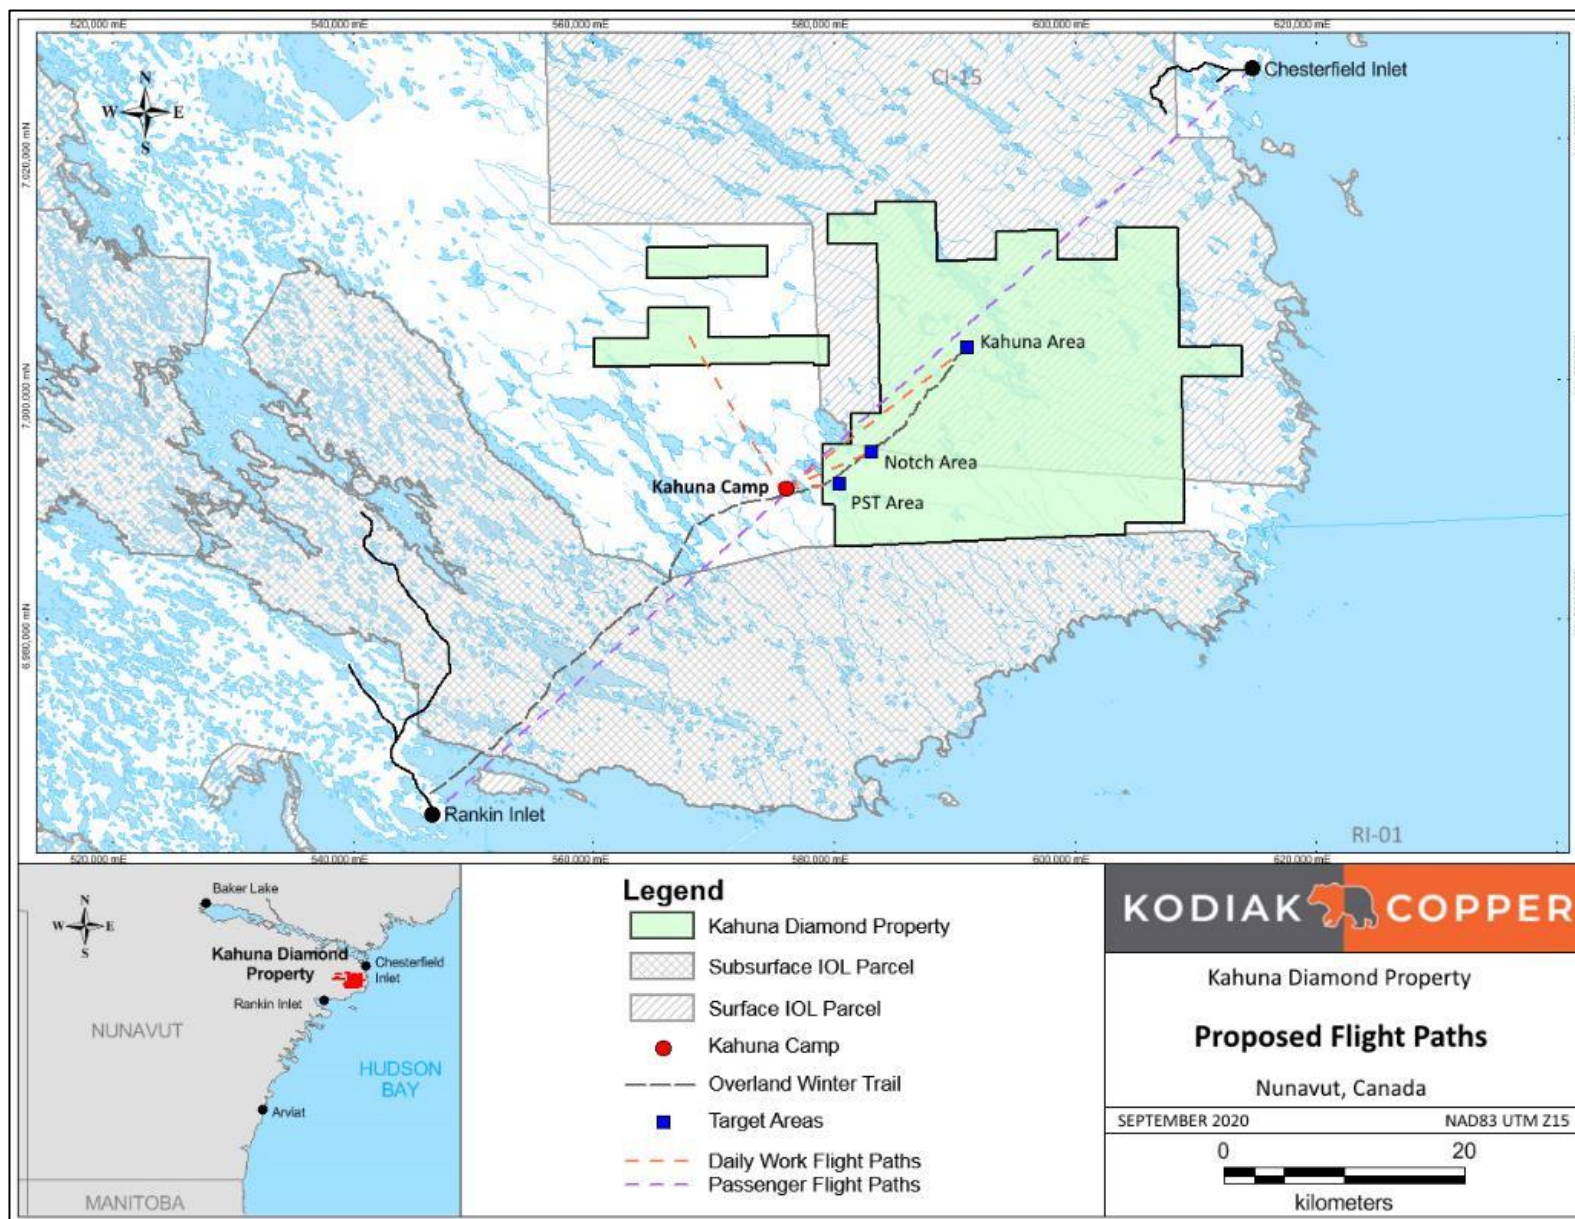 520,000 mE
540,000 mE
560,000 mE
580,000 mE
600,000 mE
620,000 mE
N
W E
S
CI-15
Chesterfield Inlet
7,020,000 mN
Kahuna Area
7,000,000 mN
Notch Area
Kahuna Camp
PST Area
6,980,000 mN
Rankin Inlet
RI-01
520,000 mE
540,000 mE
560,000 mE
580,000 mE
600,000 mE
620,000 mE
Baker Lake
N
W E
S
Kahuna Diamond
Property
Chesterfield
Inlet
Rankin Inlet
NUNAVUT
HUDSON
BAY
Arviat
MANITOBA
Legend
Kahuna Diamond Property
Subsurface IOL Parcel
Surface IOL Parcel
Kahuna Camp
Overland Winter Trail
Target Areas
Daily Work Flight Paths
Passenger Flight Paths
KODIAK COPPER
Kahuna Diamond Property
Proposed Flight Paths
Nunavut, Canada
SEPTEMBER 2020 NAD83 UTM Z15
0 20
kilometers